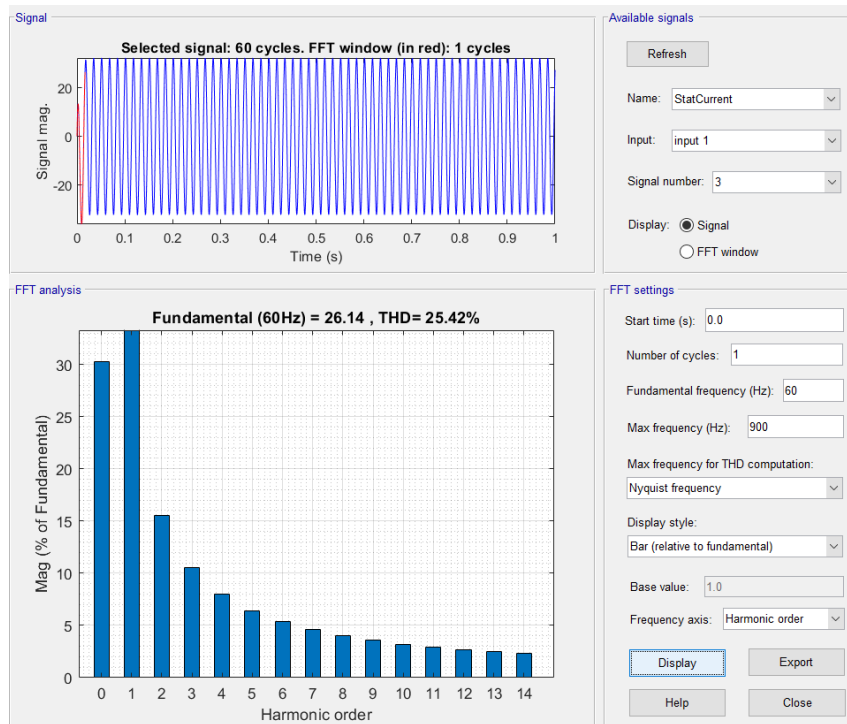 Signal
Selected signal: 60 cycles. FFT window (in red): 1 cycles
Signal mag.
20
0
-20
0 0.1 0.2 0.3 0.4 0.5 0.6 0.7 0.8 0.9 1
Time (s)
Available signals
Refresh
Name: StatCurrent
Input: input 1
Signal number: 3
Display: Signal
FFT window
FFT analysis
Fundamental (60Hz) = 26.14 , THD= 25.42%
Mag (% of Fundamental)
30
25
20
15
10
5
0
0 1 2 3 4 5 6 7 8 9 10 11 12 13 14
Harmonic order
FFT settings
Start time (s): 0.0
Number of cycles: 1
Fundamental frequency (Hz): 60
Max frequency (Hz): 900
Max frequency for THD computation:
Nyquist frequency
Display style:
Bar (relative to fundamental)
Base value: 1.0
Frequency axis: Harmonic order
Display Export
Help Close